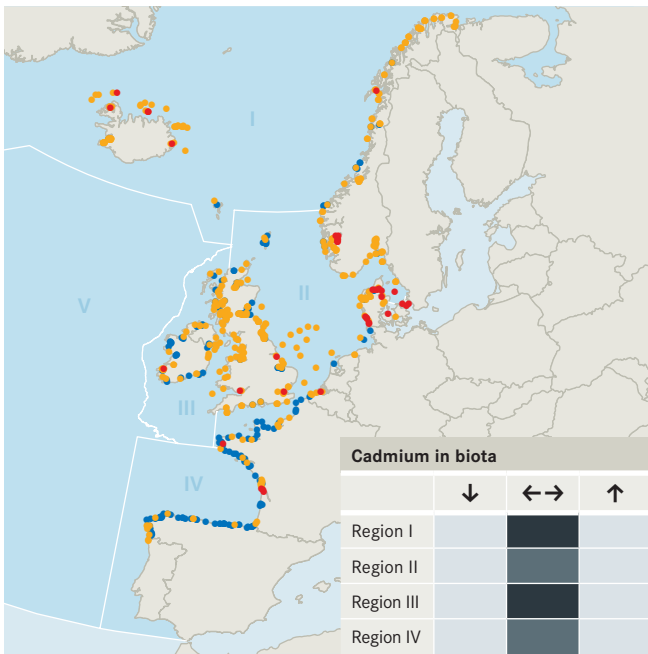 I
II
V
III
IV
Cadmium in biota
↓ ←→ ↑
Region I
Region II
Region III
Region IV